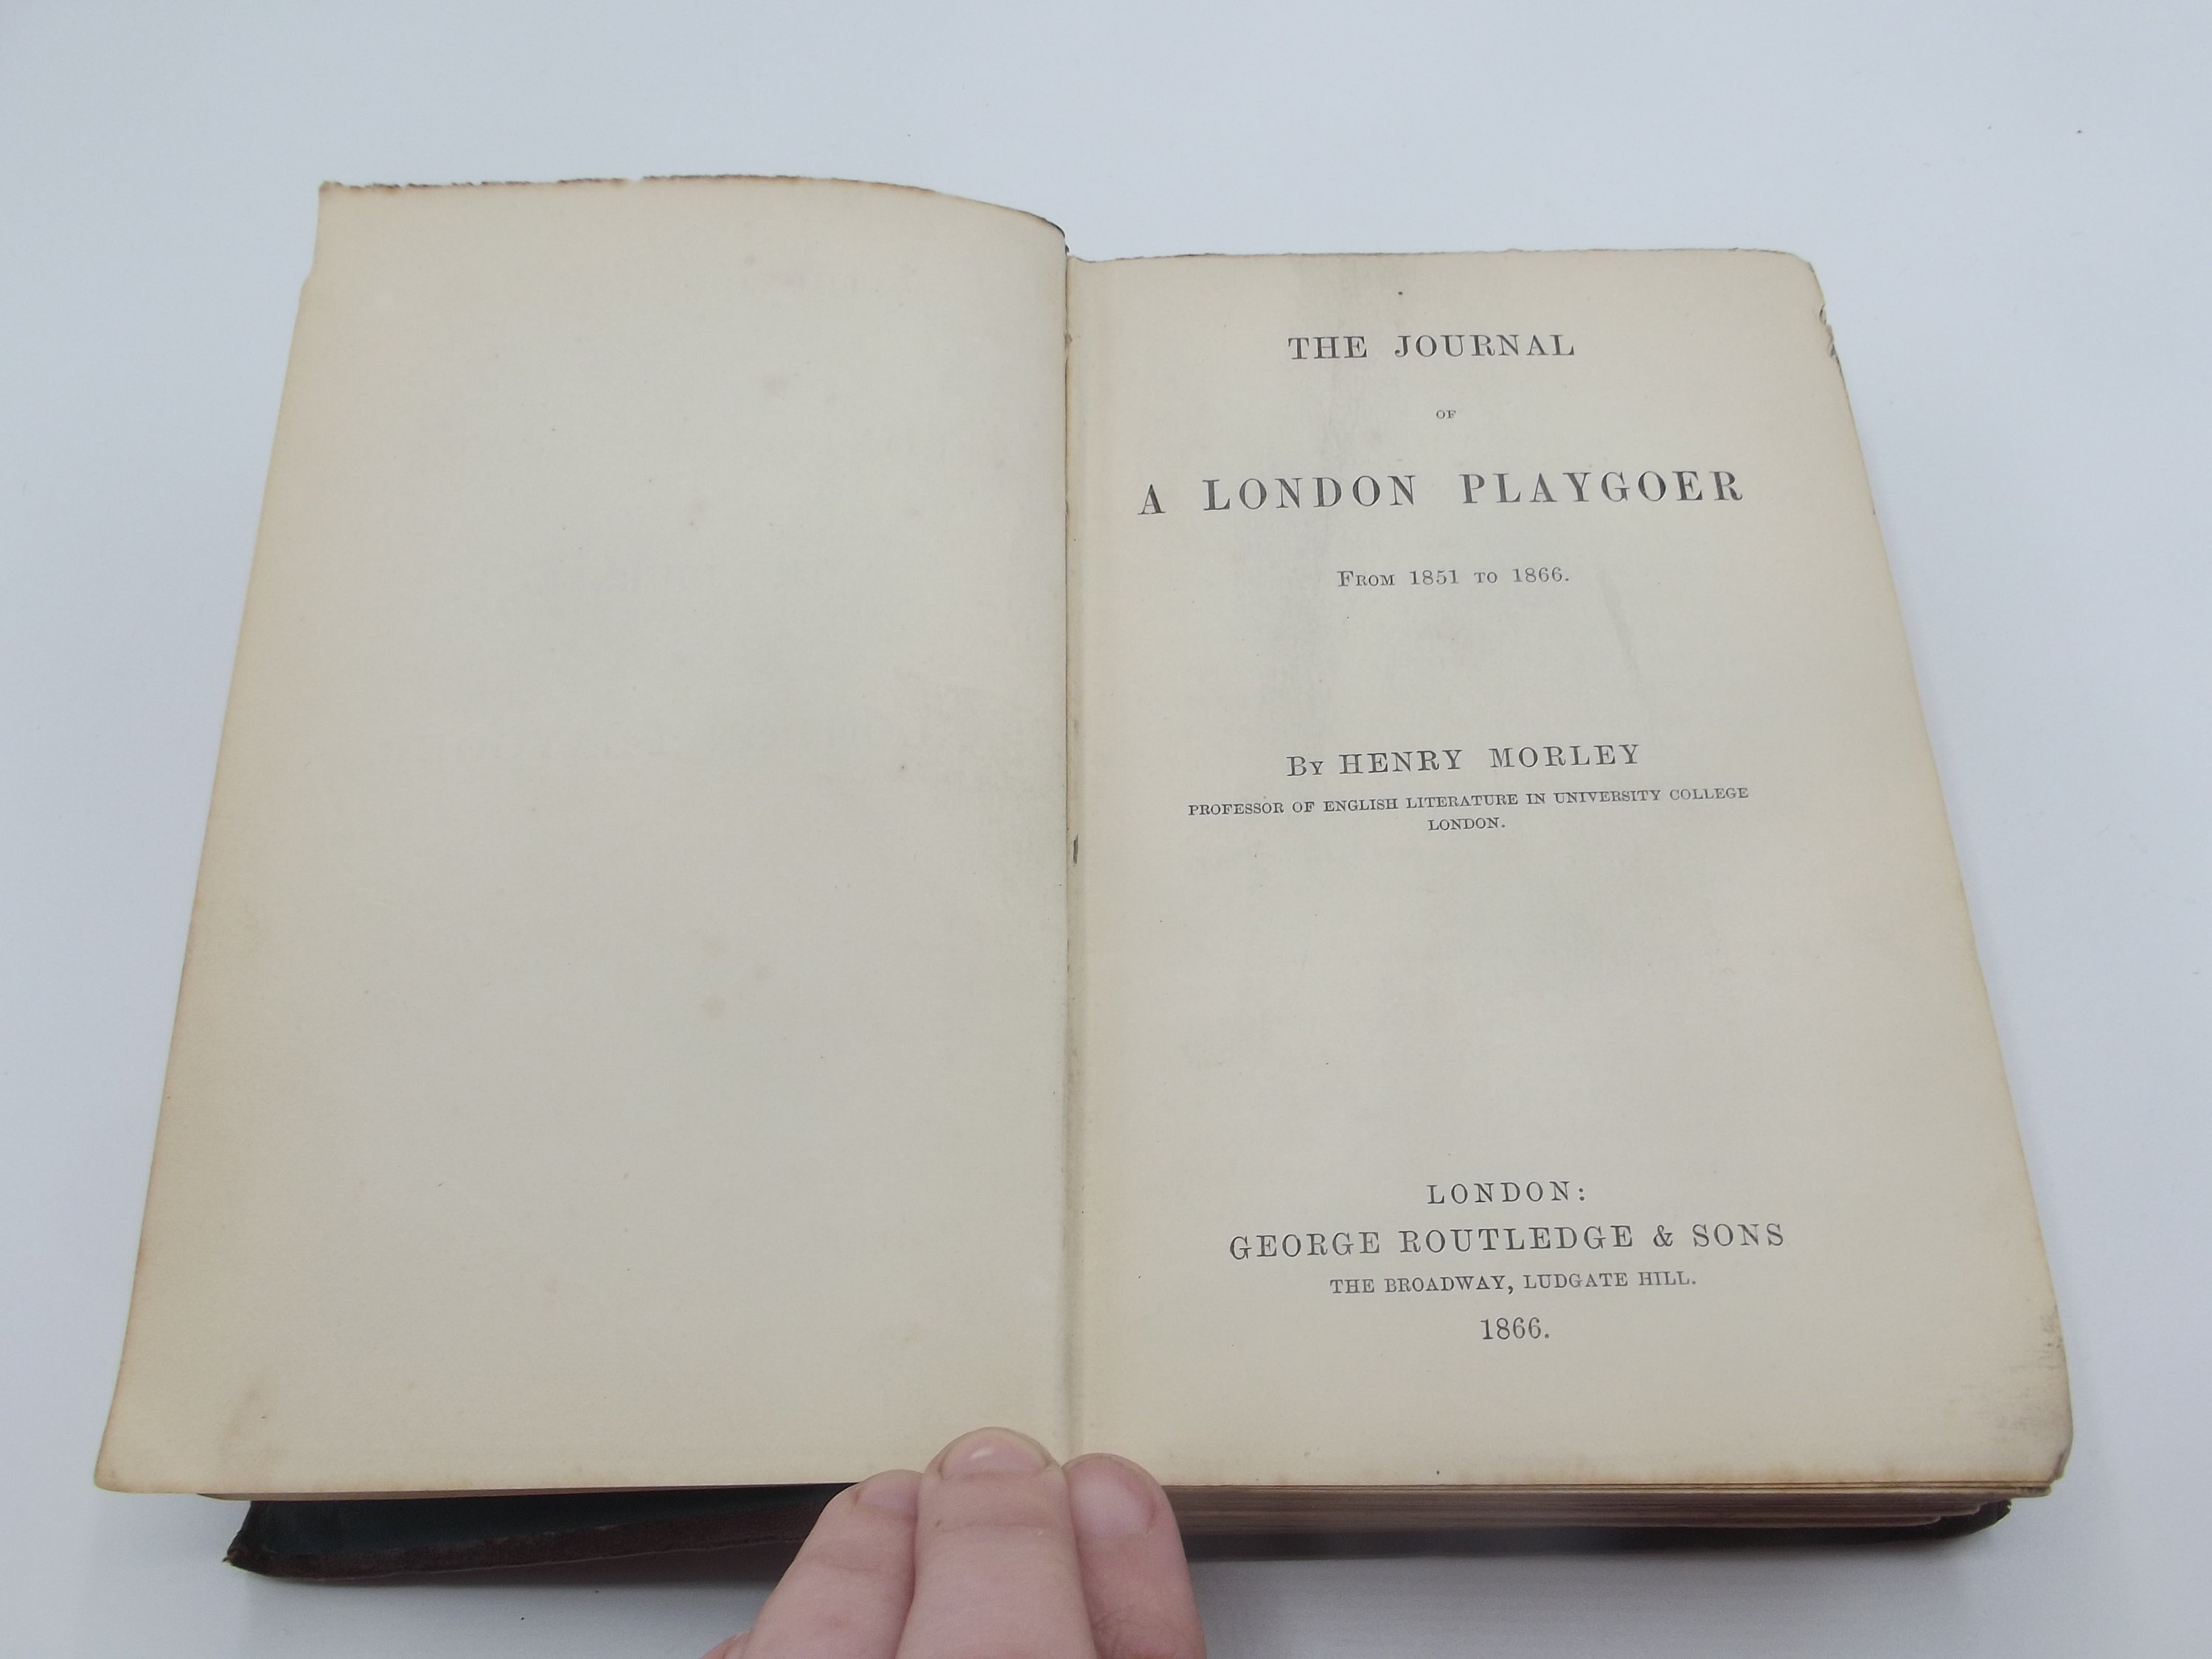 THE JOURNAL
OF
A LONDON PLAYGOER
From 1851 to 1866.
By HENRY MORLEY
PROFESSOR OF ENGLISH LITERATURE IN UNIVERSITY COLLEGE
LONDON.
LONDON:
GEORGE ROUTLEDGE & SONS
THE BROADWAY, LUDGATE HILL.
1866.